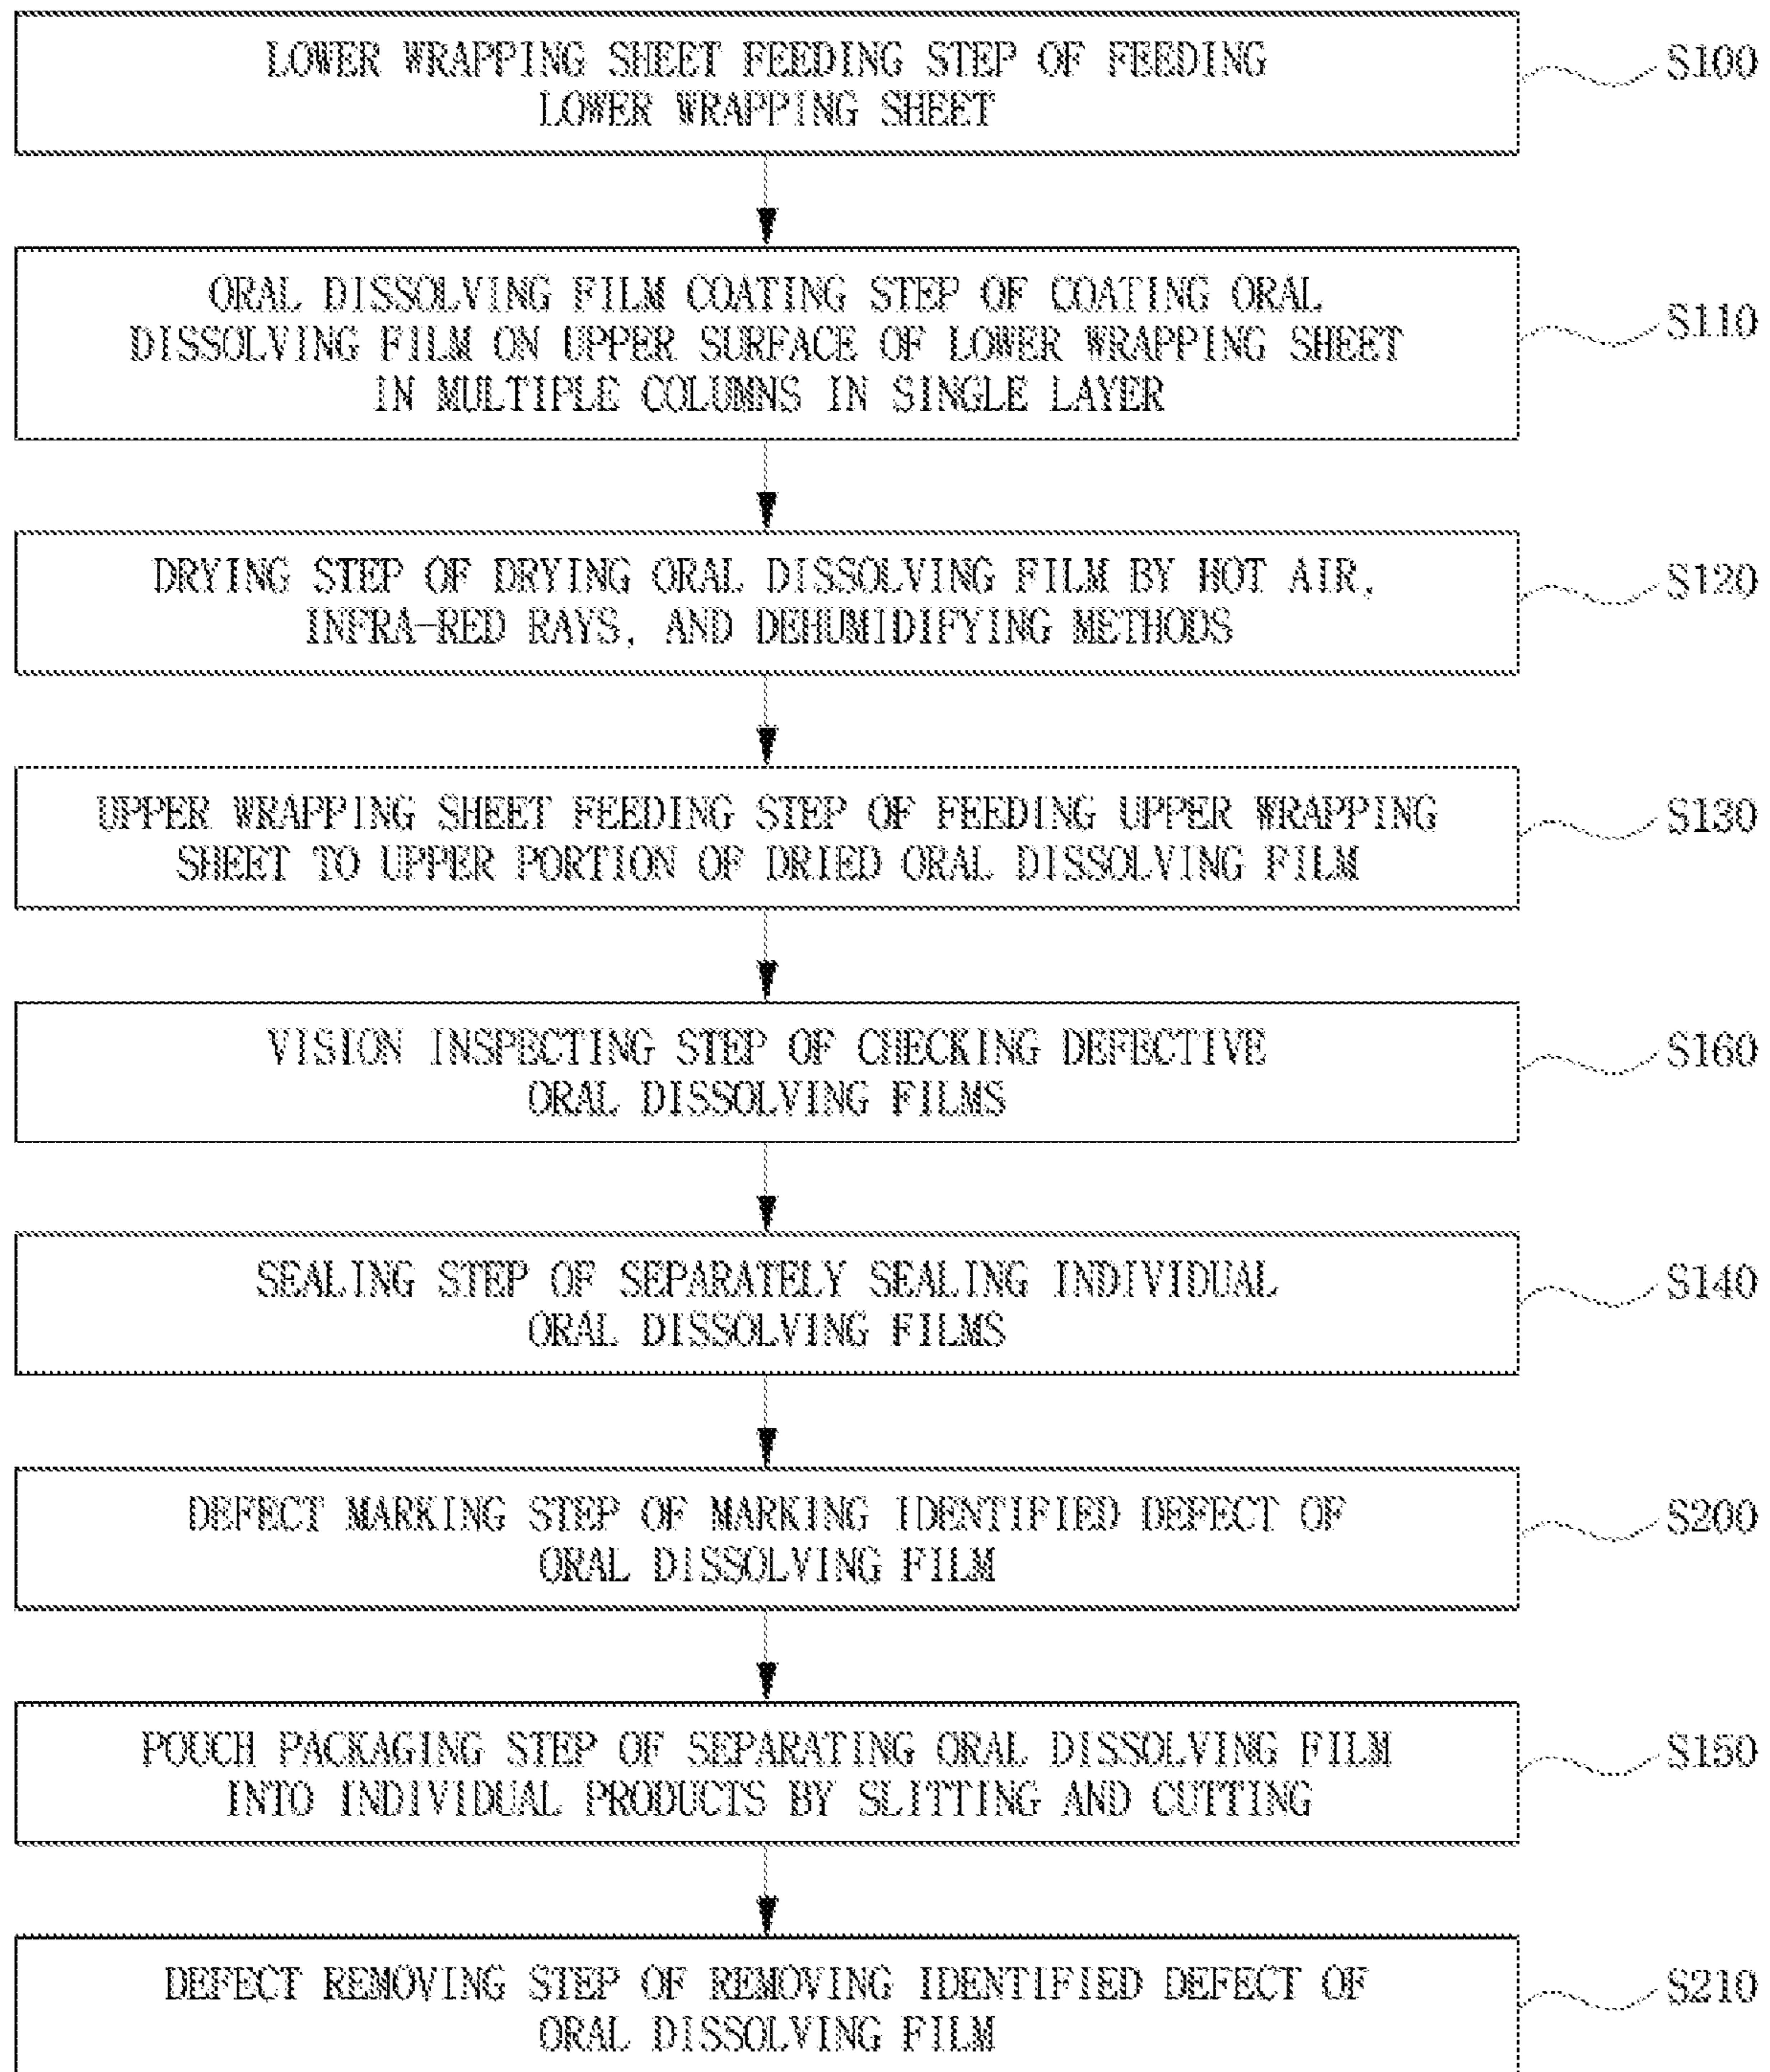 LOWER WRAPPING SHEET FEEDING STEP OF FEEDING
LOWER WRAPPING SHEET
S100
ORAL DISSOLVING FILM COATING STEP OF COATING ORAL
DISSOLVING FILM ON UPPER SURFACE OF LOWER WRAPPING SHEET
IN MULTIPLE COLUMNS IN SINGLE LAYER
S110
DRYING STEP OF DRYING ORAL DISSOLVING FILM BY HOT AIR,
INFRA-RED RAYS, AND DEHUMIDIFYING METHODS
S120
UPPER WRAPPING SHEET FEEDING STEP OF FEEDING UPPER WRAPPING
SHEET TO UPPER PORTION OF DRIED ORAL DISSOLVING FILM
S130
VISION INSPECTING STEP OF CHECKING DEFECTIVE
ORAL DISSOLVING FILMS
S160
SEALING STEP OF SEPARATELY SEALING INDIVIDUAL
ORAL DISSOLVING FILMS
S140
DEFECT MARKING STEP OF MARKING IDENTIFIED DEFECT OF
ORAL DISSOLVING FILM
S200
POUCH PACKAGING STEP OF SEPARATING ORAL DISSOLVING FILM
INTO INDIVIDUAL PRODUCTS BY SLITTING AND CUTTING
S150
DEFECT REMOVING STEP OF REMOVING IDENTIFIED DEFECT OF
ORAL DISSOLVING FILM
S210